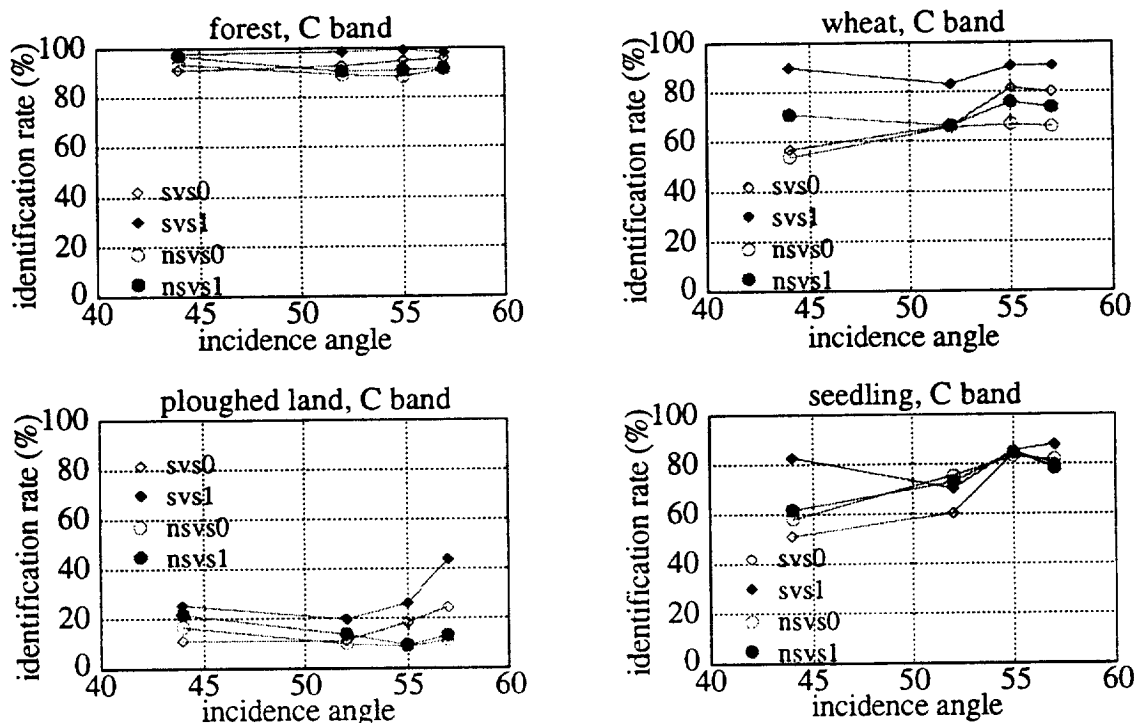 forest, C band
identification rate (%)
100
80
60
40
20
0
svs0
svs1
nsvs0
nsvs1
40 45 50 55 60
incidence angle
wheat, C band
identification rate (%)
100
80
60
40
20
0
svs0
svs1
nsvs0
nsvs1
40 45 50 55 60
incidence angle
ploughed land, C band
identification rate (%)
100
80
60
40
20
0
svs0
svs1
nsvs0
nsvs1
40 45 50 55 60
incidence angle
seedling, C band
identification rate (%)
100
80
60
40
20
0
svs0
svs1
nsvs0
nsvs1
40 45 50 55 60
incidence angle